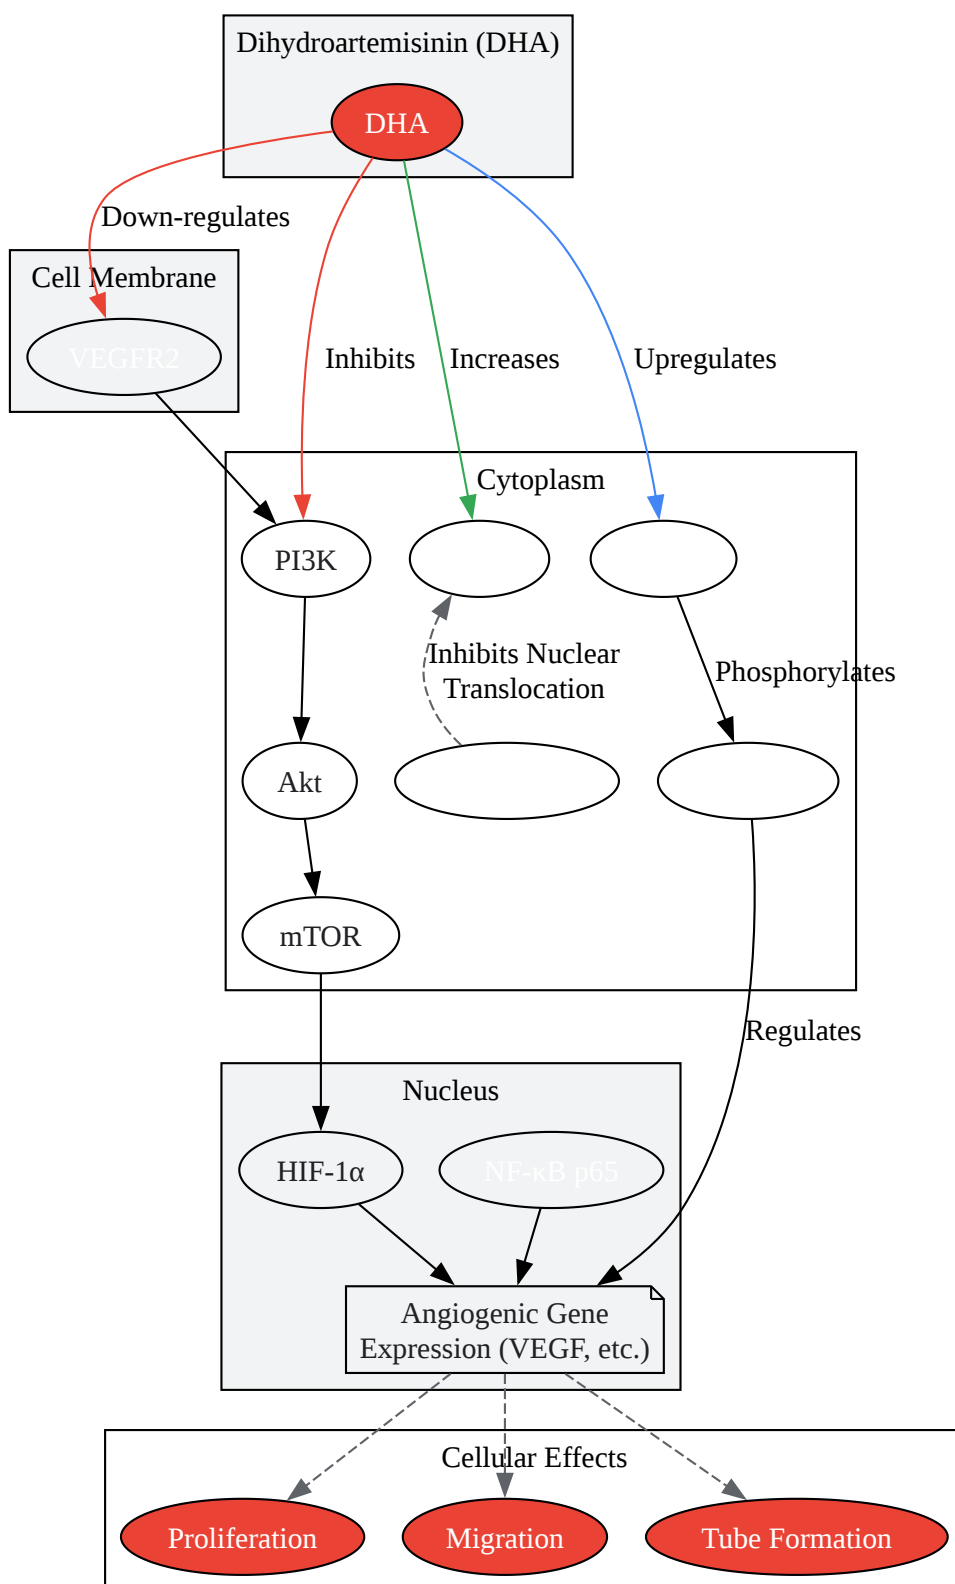 Dihydroartemisinin (DHA)
DHA
Down-regulates
Cell Membrane
VEGFR2
Inhibits
Increases
Upregulates
Cytoplasm
PI3K
Inhibits Nuclear
Translocation
Phosphorylates
Akt
mTOR
Regulates
Nucleus
HIF-1α
NF-κB p65
Angiogenic Gene
Expression (VEGF, etc.)
Cellular Effects
Proliferation
Migration
Tube Formation